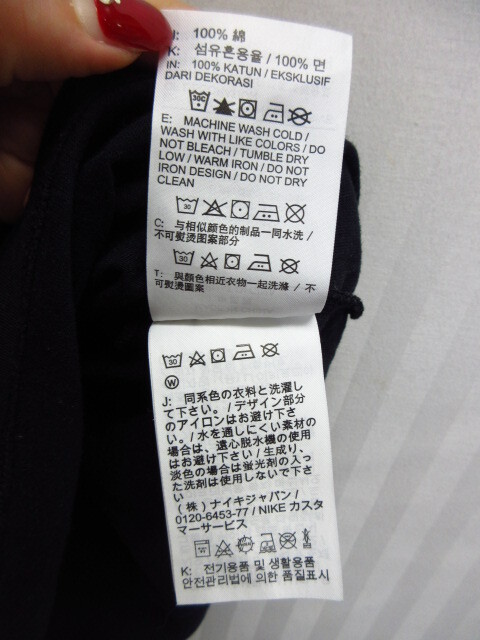 : 100% 綿
K: 섬유혼용율 / 100% 면
IN: 100% KATUN / EKSKLUSIF
DARI DEKORASI
30C
E: MACHINE WASH COLD /
WASH WITH LIKE COLORS / DO
NOT BLEACH / TUMBLE DRY
LOW / WARM IRON / DO NOT
IRON DESIGN / DO NOT DRY
CLEAN
30
C: 与相似颜色的制品一同水洗 /
不可熨烫图案部分
30
T: 與顏色相近衣物一起洗滌 / 不
可熨燙圖案
30
W
J: 同系色の衣料と洗濯し
て下さい。/ デザイン部分
のアイロンはお避け下さ
い。/ 水を通しにくい素材の
場合は、遠心脱水機の使用
はお避け下さい / 生成り、
淡色の場合は蛍光剤の入っ
た洗剤は使用しないで下さ
い
(株) ナイキジャパン /
0120-6453-77 / NIKE カスタ
マーサービス
K: 전기용품 및 생활용품
안전관리법에 의한 품질표시